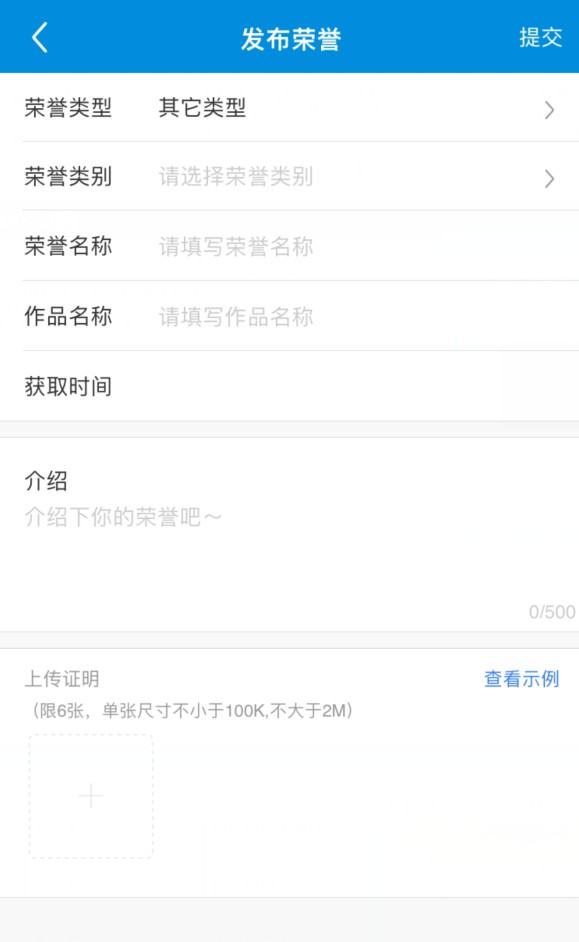 发布荣誉
提交
荣誉类型 其它类型
荣誉类别 请选择荣誉类别
荣誉名称 请填写荣誉名称
作品名称 请填写作品名称
获取时间
介绍
介绍下你的荣誉吧～
0/500
上传证明
查看示例
（限6张，单张尺寸不小于100K,不大于2M）